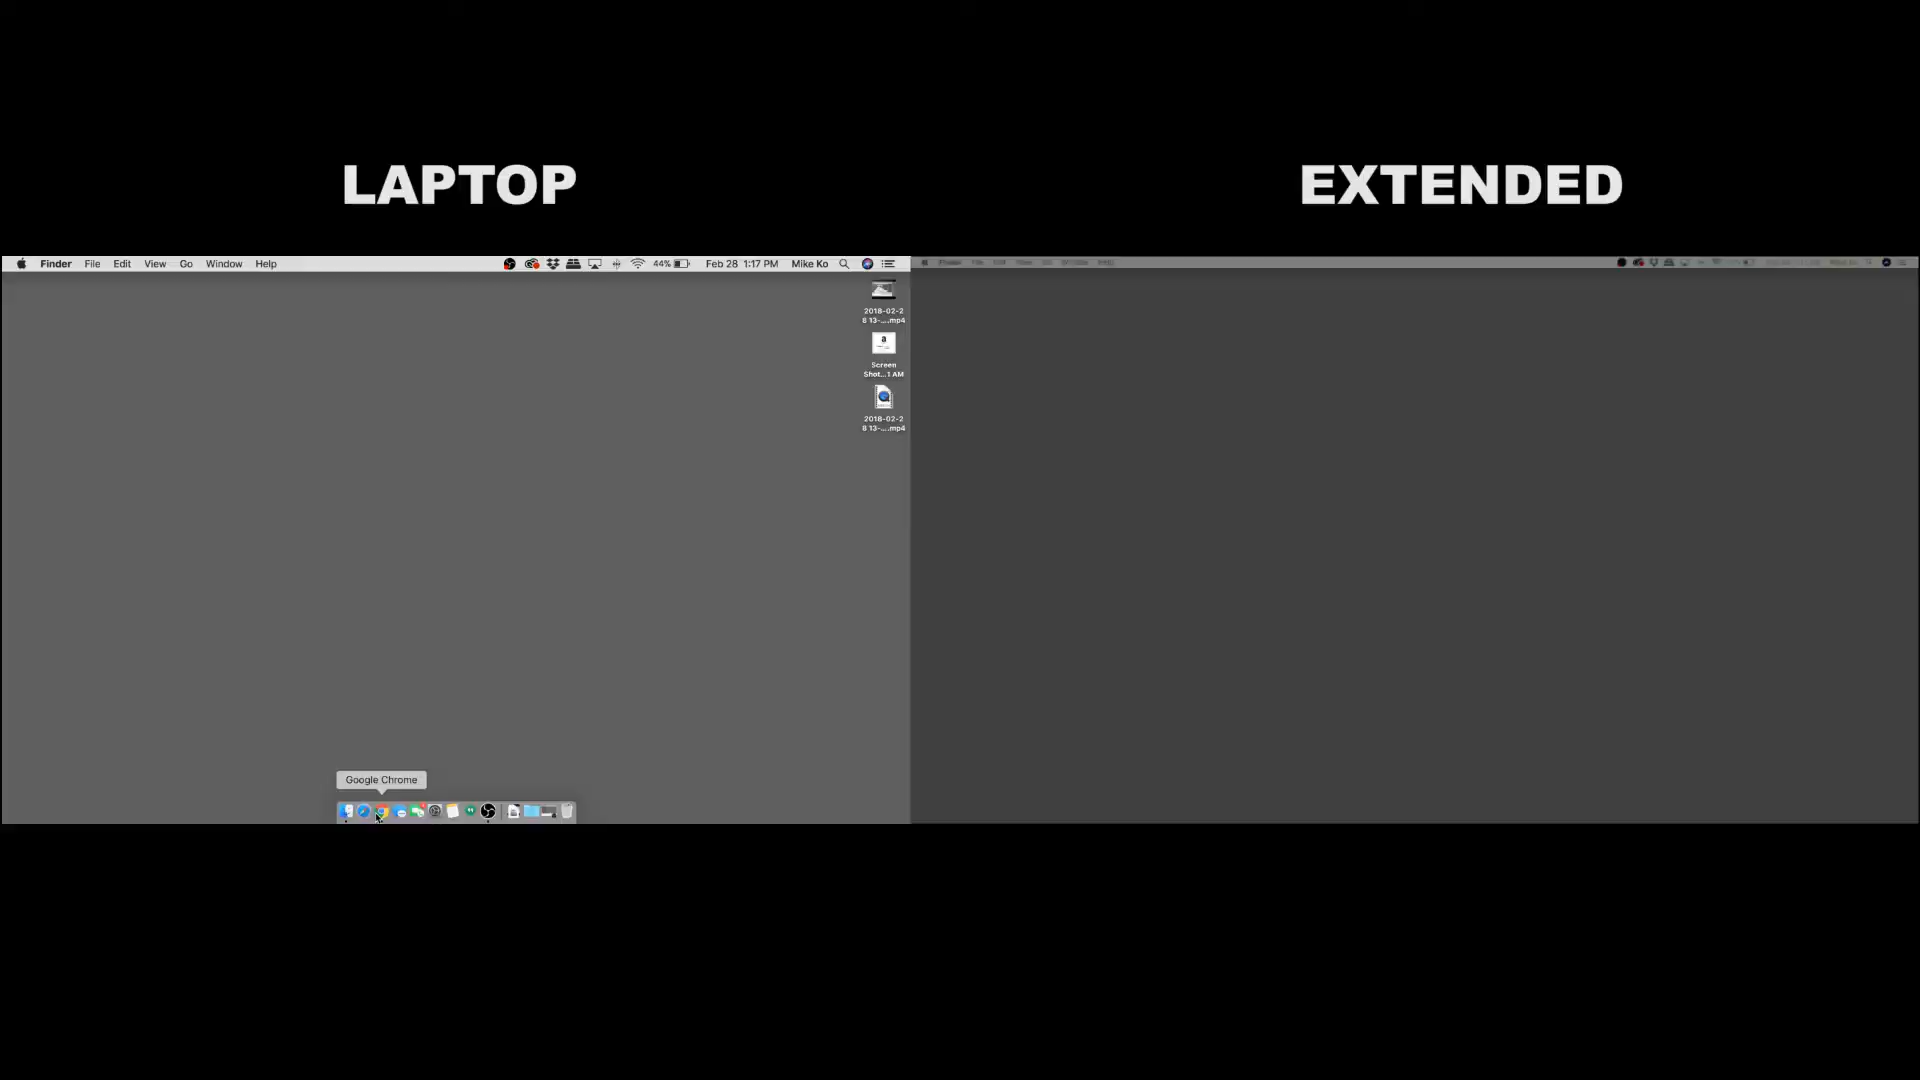 LAPTOP
EXTENDED
Finder File Edit View Go Window Help
44% Feb 28 1:17 PM Mike Ko
2018-02-2
8 13-....mp4
Screen
Shot...1 AM
2018-02-2
8 13-....mp4
Google Chrome